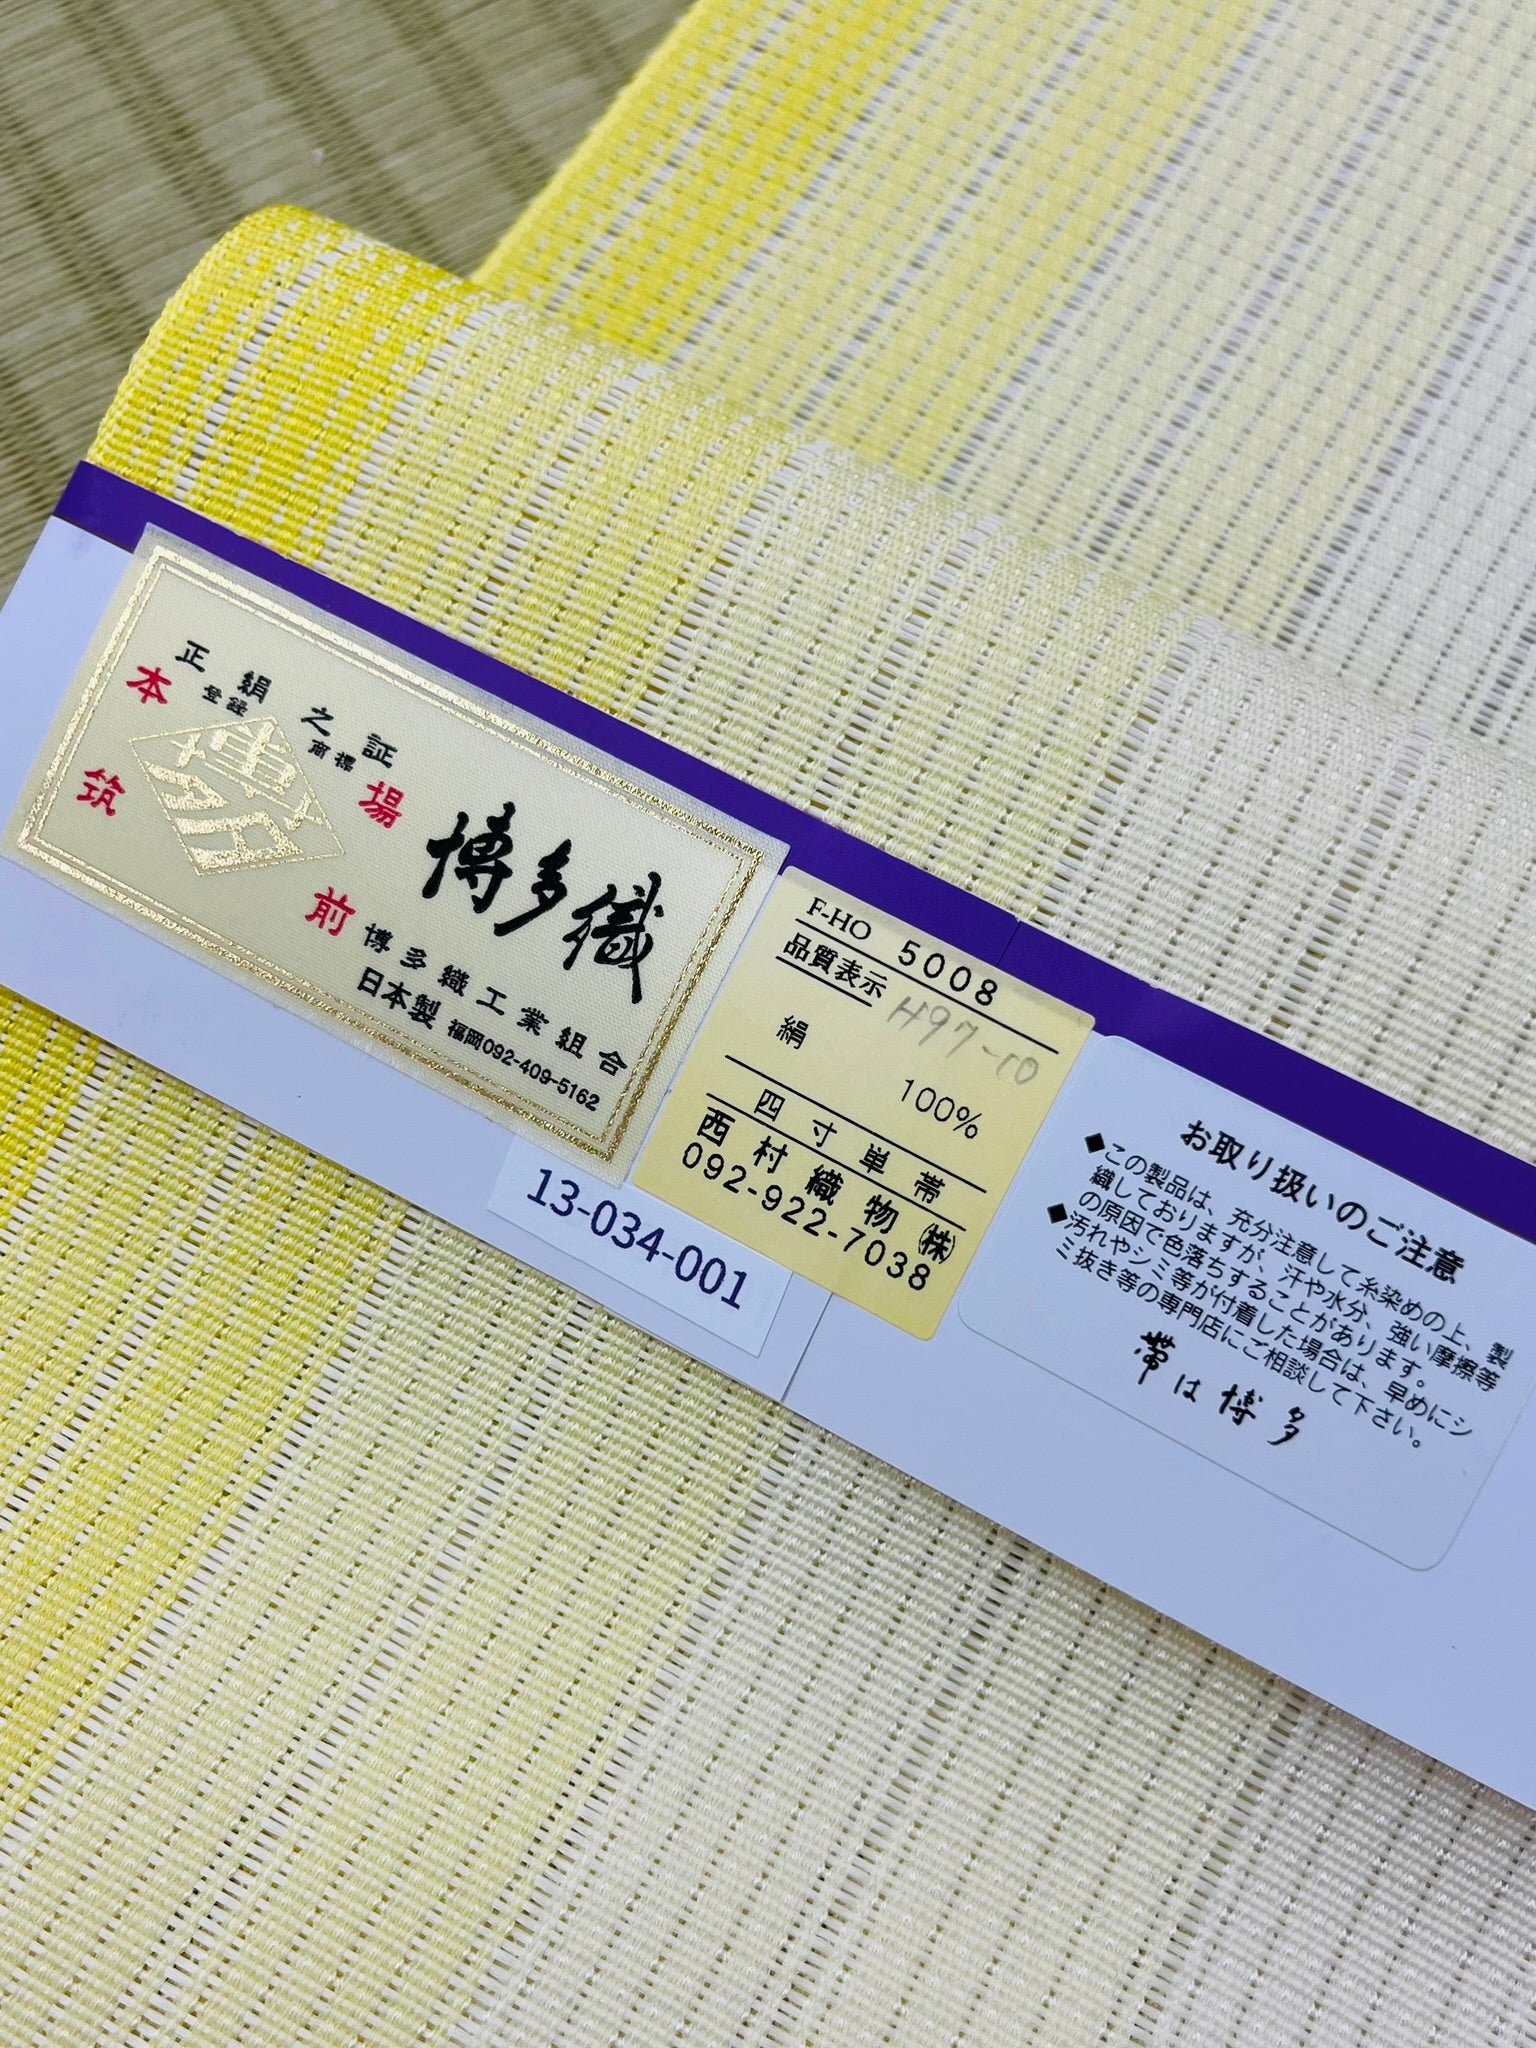 正絹之証
登録商標
本場
筑前
博絹
博多織
博多織工業組合
日本製 福岡092-409-5162
F-HO 5008
品質表示
H97-10
絹
100%
四寸単帯
西村織物㈱
092-922-7038
13-034-001
お取り扱いのご注意
◆この製品は、充分注意して糸染めの上、製
織しておりますが、汗や水分、強い摩擦等
の原因で色落ちすることがあります。
◆汚れやシミ等が付着した場合は、早めにシ
ミ抜き等の専門店にご相談して下さい。
帯は博多